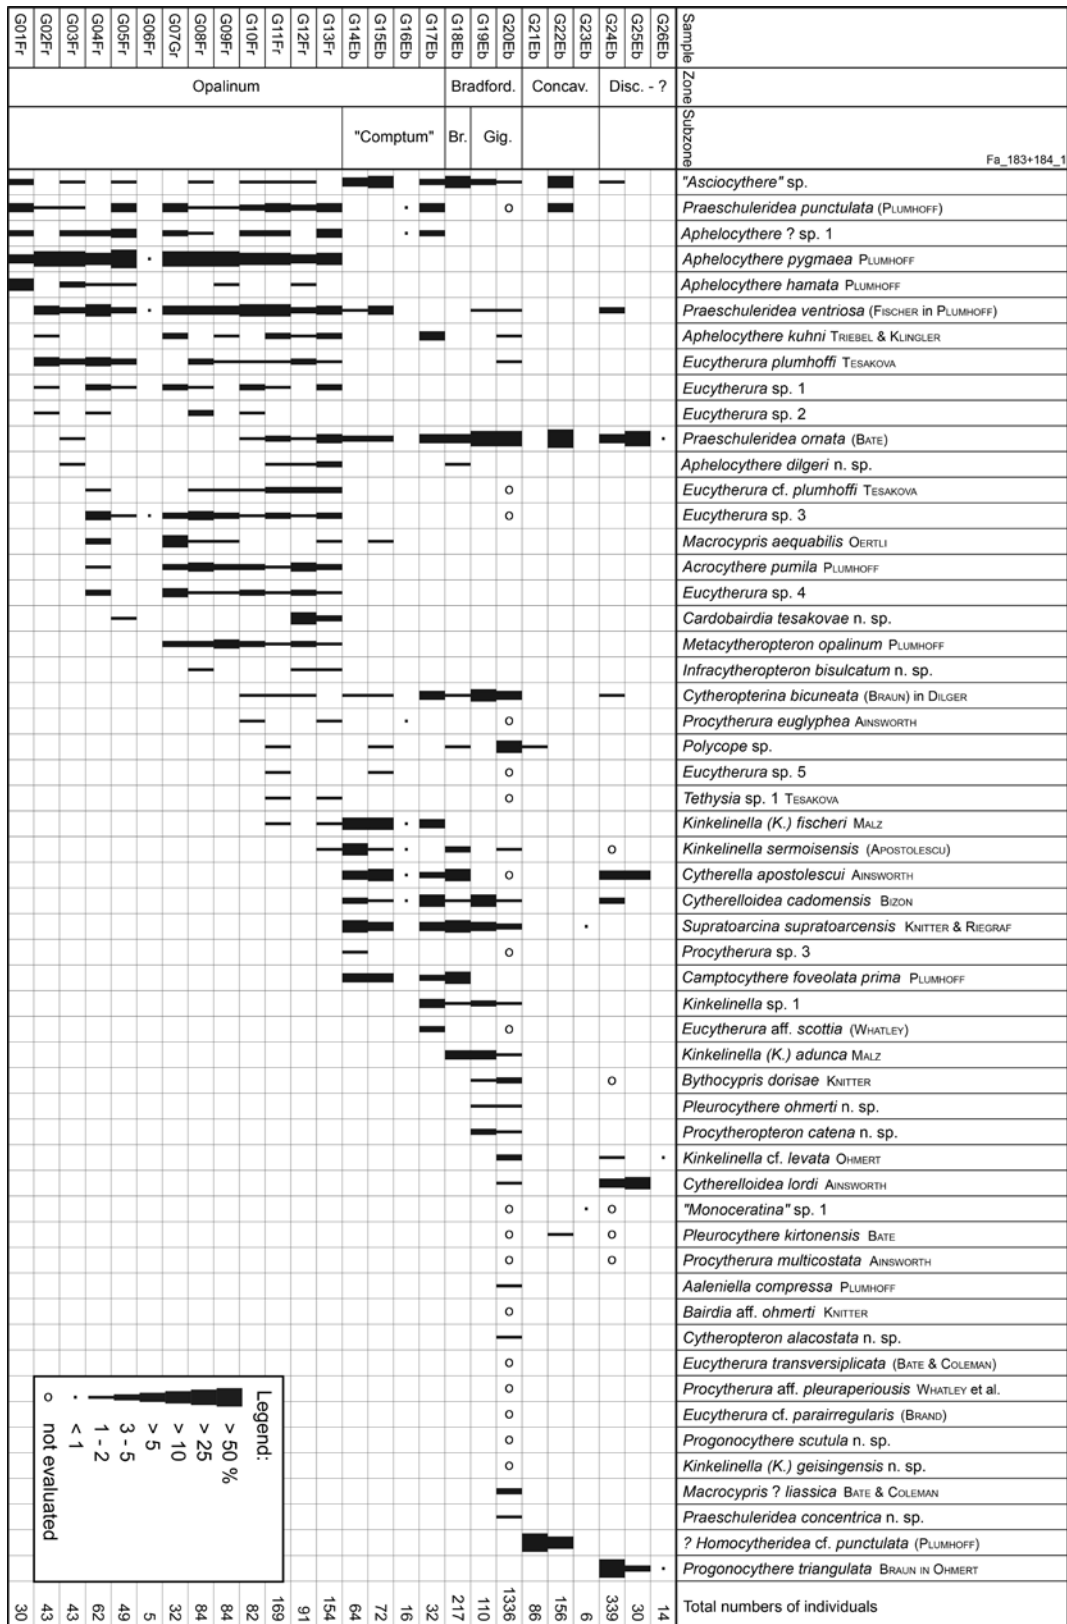 Sample
Zone
Subzone
Fa_183+184_1
G01Fr
G02Fr
G03Fr
G04Fr
G05Fr
G06Fr
G07Gr
G08Fr
G09Fr
G10Fr
G11Fr
G12Fr
G13Fr
G14Eb
G15Eb
G16Eb
G17Eb
G18Eb
G19Eb
G20Eb
G21Eb
G22Eb
G23Eb
G24Eb
G25Eb
G26Eb
Opalinum
Bradford.
Concav.
Disc. - ?
"Comptum"
Br.
Gig.
"Asciocythere" sp.
Praeschuleridea punctulata (PLUMHOFF)
Aphelocythere ? sp. 1
Aphelocythere pygmaea PLUMHOFF
Aphelocythere hamata PLUMHOFF
Praeschuleridea ventriosa (FISCHER in PLUMHOFF)
Aphelocythere kuhni TRIEBEL & KLINGLER
Eucytherura plumhoffi TESAKOVA
Eucytherura sp. 1
Eucytherura sp. 2
Praeschuleridea ornata (BATE)
Aphelocythere dilgeri n. sp.
Eucytherura cf. plumhoffi TESAKOVA
Eucytherura sp. 3
Macrocypris aequabilis OERTLI
Acrocythere pumila PLUMHOFF
Eucytherura sp. 4
Cardobairdia tesakovae n. sp.
Metacytheropteron opalinum PLUMHOFF
Infracytheropteron bisulcatum n. sp.
Cytheropterina bicuneata (BRAUN) in DILGER
Procytherura euglyphea AINSWORTH
Polycope sp.
Eucytherura sp. 5
Tethysia sp. 1 TESAKOVA
Kinkelinella (K.) fischeri MALZ
Kinkelinella sermoisensis (APOSTOLESCU)
Cytherella apostolescui AINSWORTH
Cytherelloidea cadomensis BIZON
Supratoarcina supratoarcensis KNITTER & RIEGRAF
Procytherura sp. 3
Camptocythere foveolata prima PLUMHOFF
Kinkelinella sp. 1
Eucytherura aff. scottia (WHATLEY)
Kinkelinella (K.) adunca MALZ
Bythocypris dorisae KNITTER
Pleurocythere ohmerti n. sp.
Procytheropteron catena n. sp.
Kinkelinella cf. levata OHMERT
Cytherelloidea lordi AINSWORTH
"Monoceratina" sp. 1
Pleurocythere kirtonensis BATE
Procytherura multicostata AINSWORTH
Aaleniella compressa PLUMHOFF
Bairdia aff. ohmerti KNITTER
Cytheropteron alacostata n. sp.
Eucytherura transversiplicata (BATE & COLEMAN)
Procytherura aff. pleuraperiousis WHATLEY et al.
Eucytherura cf. parairregularis (BRAND)
Progonocythere scutula n. sp.
Kinkelinella (K.) geisingensis n. sp.
Macrocypris ? liassica BATE & COLEMAN
Praeschuleridea concentrica n. sp.
? Homocytheridea cf. punctulata (PLUMHOFF)
Progonocythere triangulata BRAUN IN OHMERT
Total numbers of individuals
30
43
43
62
49
5
32
84
84
82
169
91
154
64
72
16
32
217
110
1336
86
156
6
339
30
14
Legend:
> 50 %
> 25
> 10
> 5
3 - 5
1 - 2
< 1
not evaluated